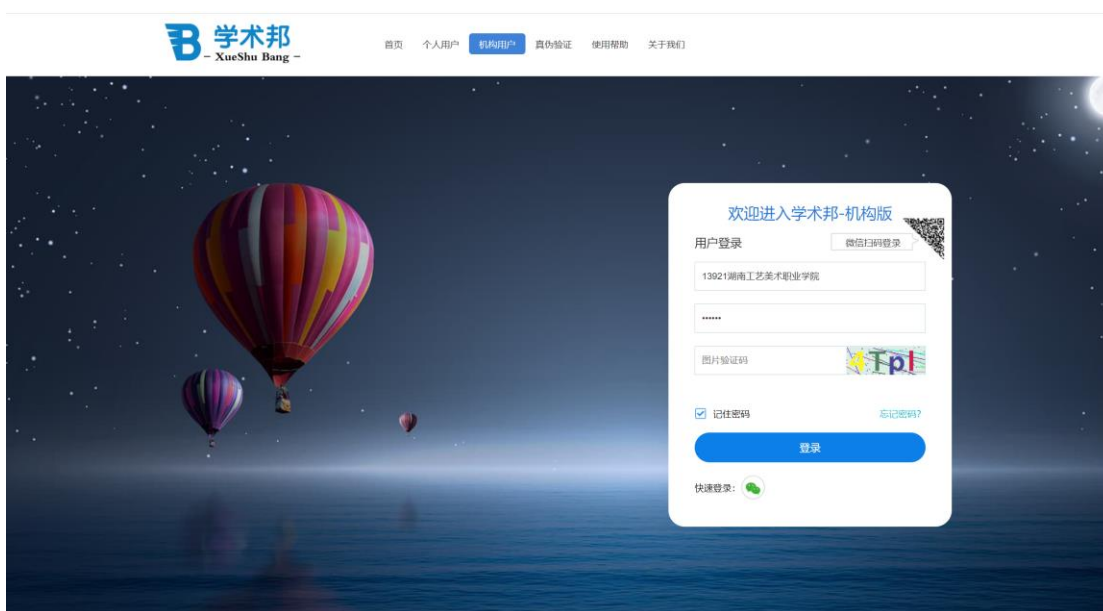 学术邦
- XueShu Bang -
首页 个人用户 机构用户 真伪验证 使用帮助 关于我们
欢迎进入学术邦-机构版
用户登录 微信扫码登录
13921湖南工艺美术职业学院
••••••
图片验证码 4Tpl
记住密码 忘记密码?
登录
快速登录: